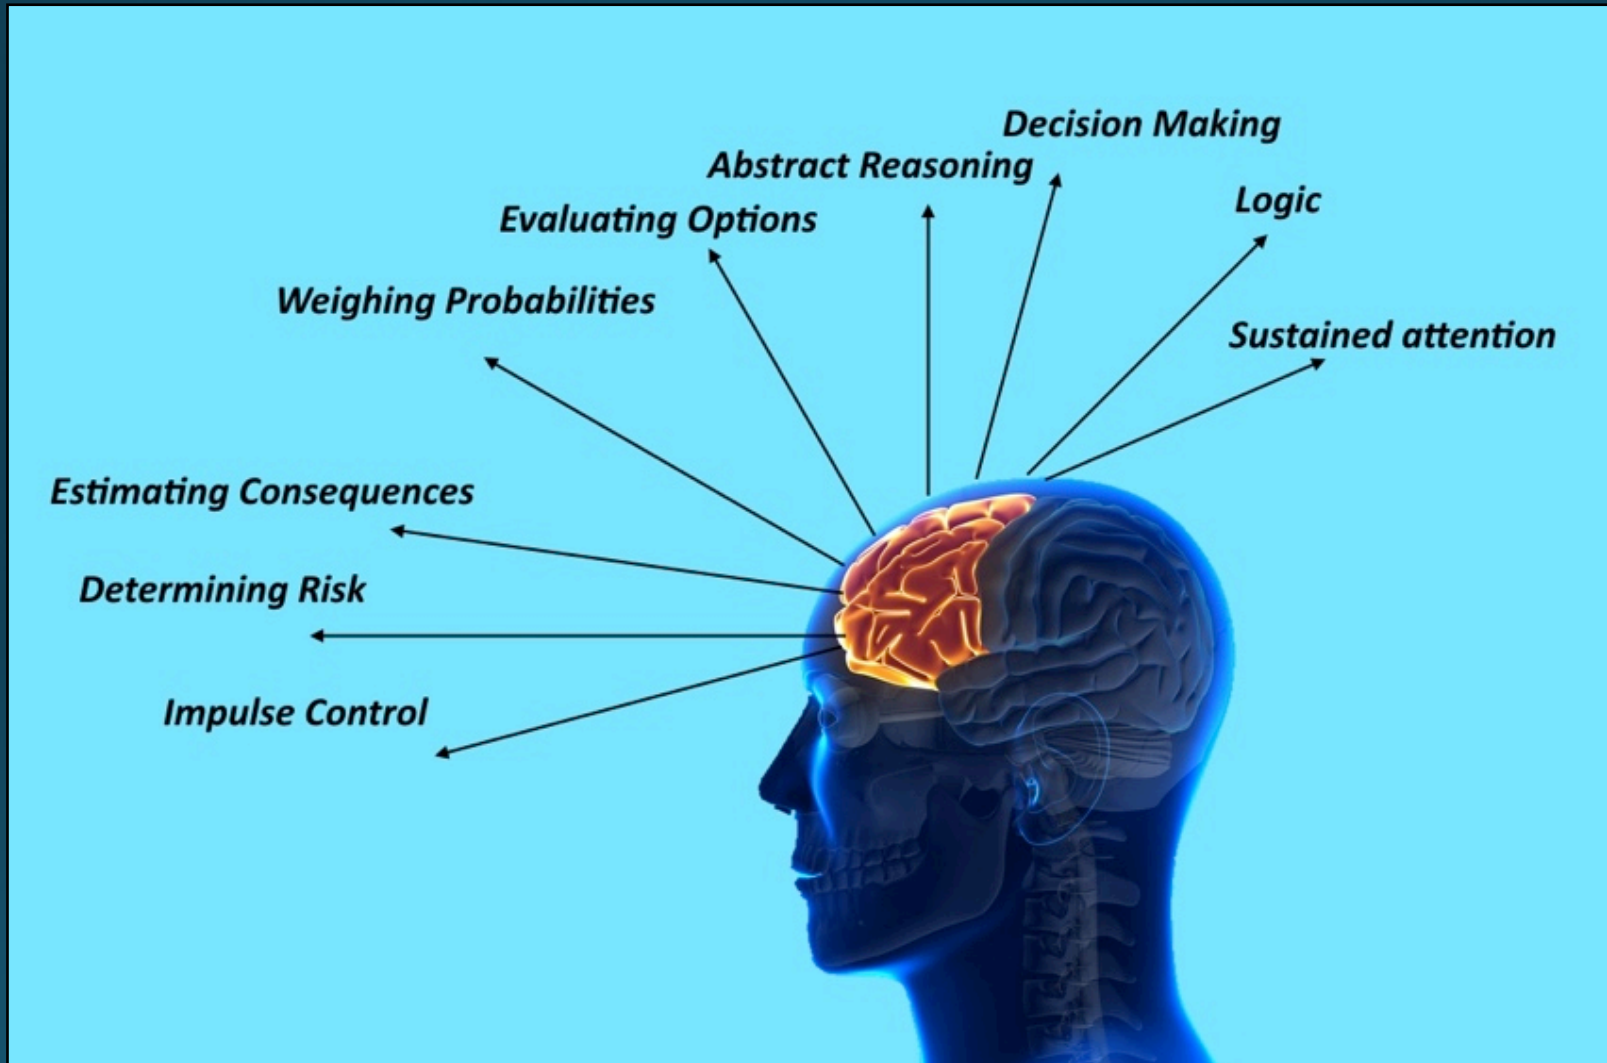 Decision Making
Abstract Reasoning
Logic
Evaluating Options
Weighing Probabilities
Sustained attention
Estimating Consequences
Determining Risk
Impulse Control